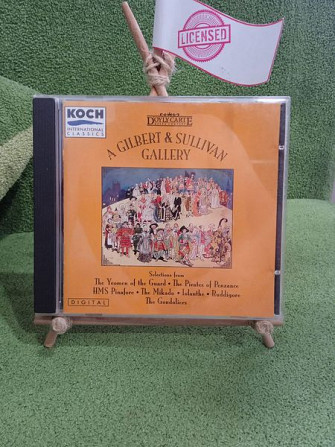 LICENSED
KOCH
INTERNATIONAL
CLASSICS
D'OYLY CARTE
A GILBERT & SULLIVAN
GALLERY
Selections from
The Yeomen of the Guard • The Pirates of Penzance
HMS Pinafore • The Mikado • Iolanthe • Ruddigore
The Gondoliers
DIGITAL